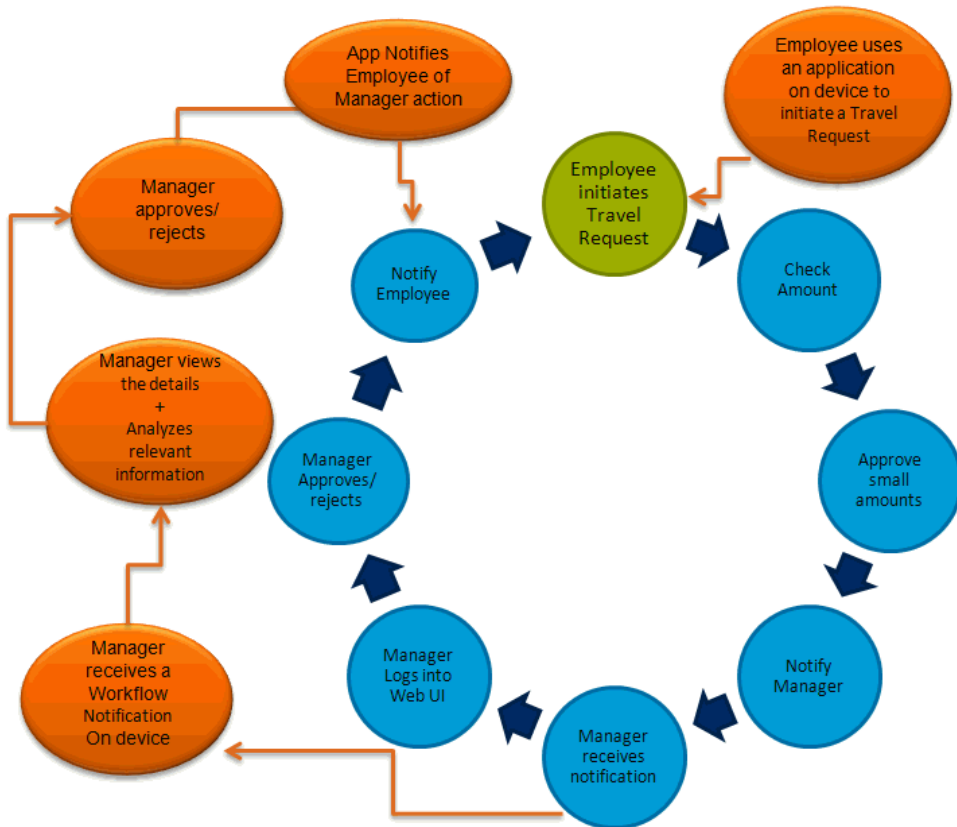 App Notifies
Employee of
Manager action
Employee uses
an application
on device to
initiate a Travel
Request
Manager
approves/
rejects
Employee
initiates
Travel
Request
Notify
Employee
Check
Amount
Manager views
the details
+
Analyzes
relevant
information
Manager
Approves/
rejects
Approve
small
amounts
Manager
receives a
Workflow
Notification
On device
Manager
Logs into
Web UI
Notify
Manager
Manager
receives
notification